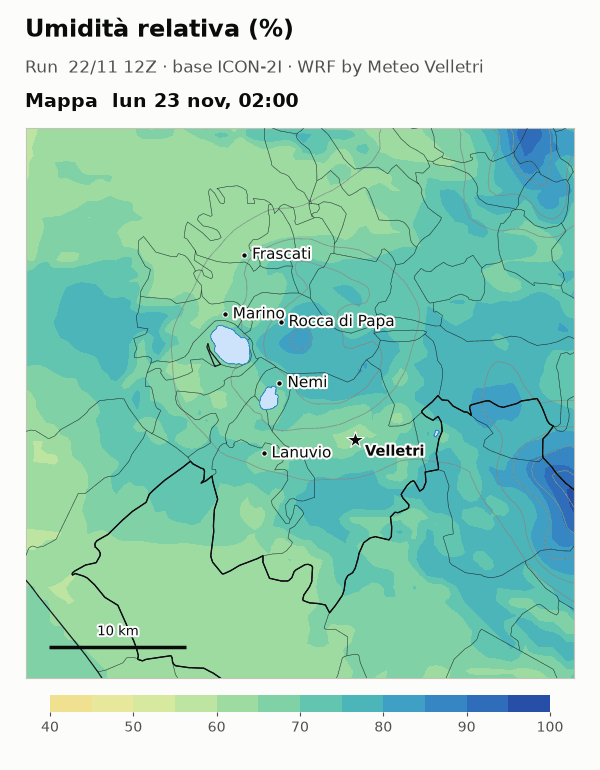 Umidità relativa (%)
Run  22/11 12Z · base ICON-2I · WRF by Meteo Velletri
Mappa  lun 23 nov, 02:00
Frascati
Marino
Rocca di Papa
Nemi
Velletri
Lanuvio
10 km
40 50 60 70 80 90 100